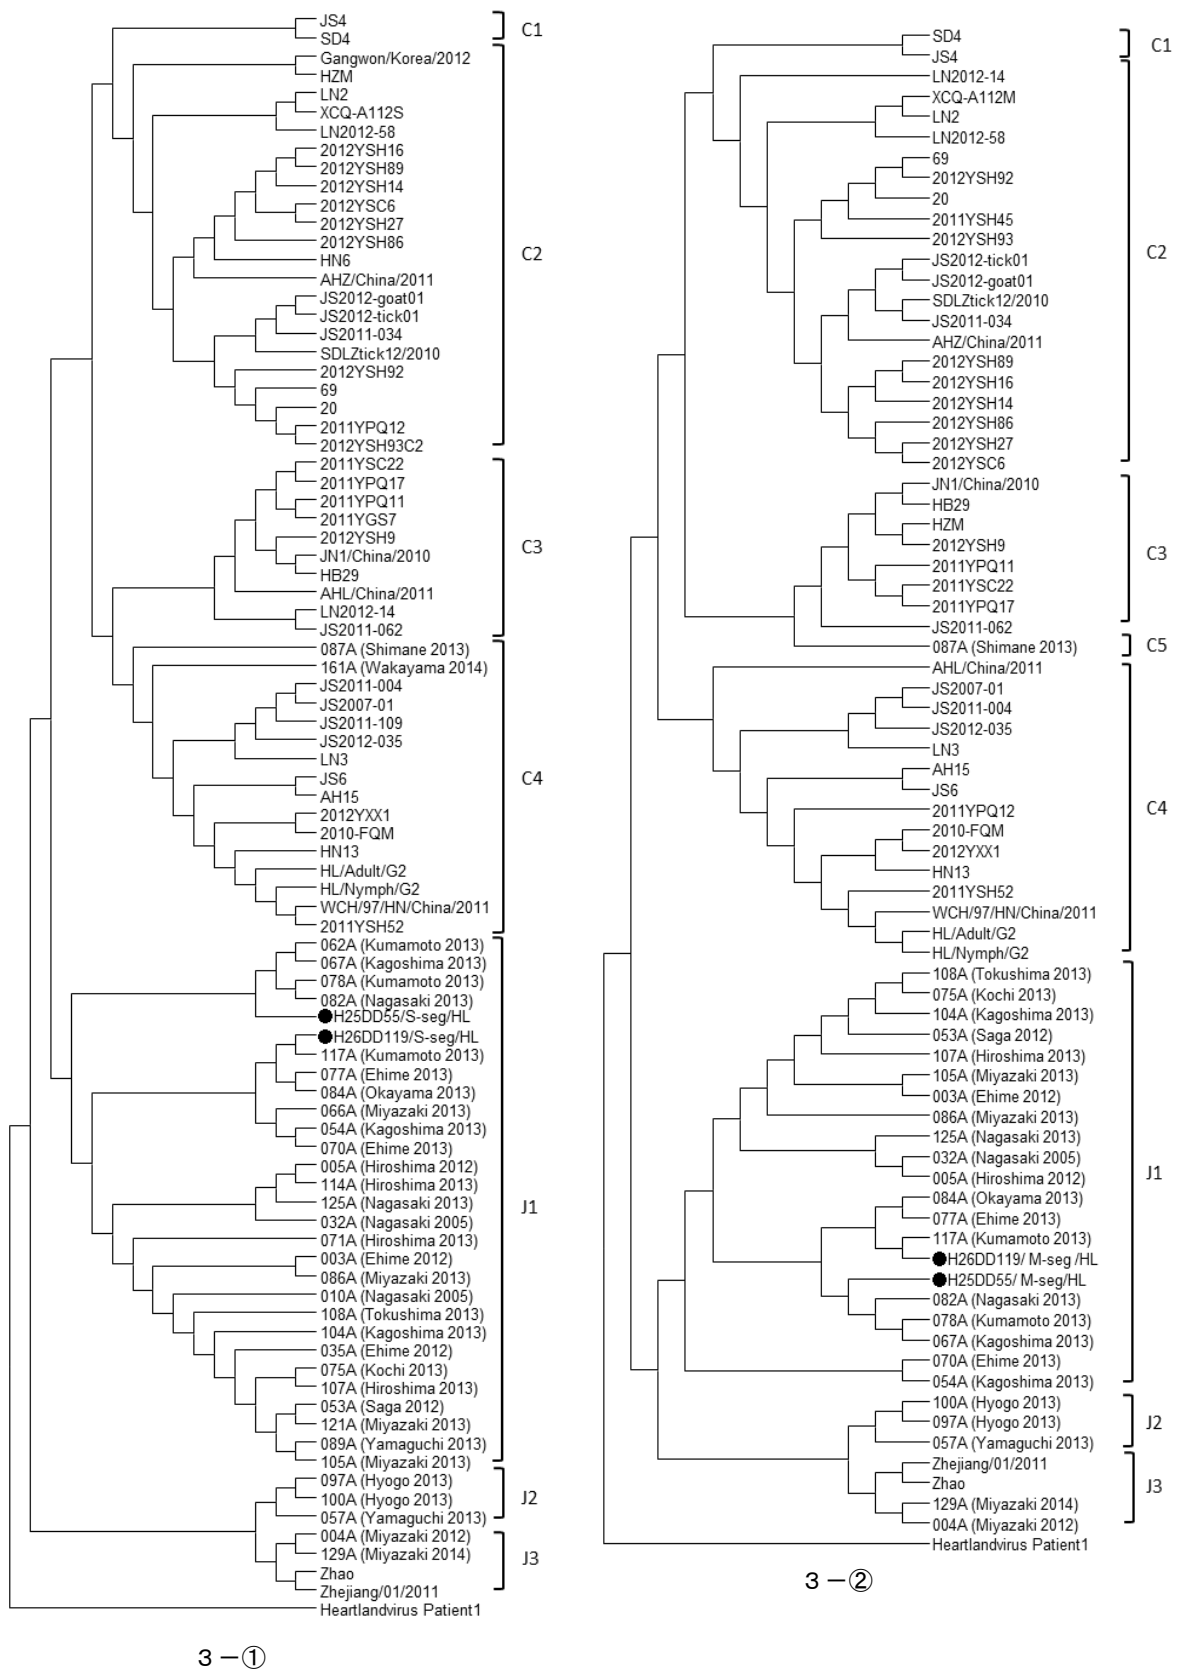 JS4
SD4
C1
Gangwon/Korea/2012
HZM
LN2
XCQ-A112S
LN2012-58
2012YSH16
2012YSH89
2012YSH14
2012YSC6
2012YSH27
2012YSH86
HN6
AHZ/China/2011
JS2012-goat01
JS2012-tick01
JS2011-034
SDLZtick12/2010
2012YSH92
69
20
2011YPQ12
2012YSH93C2
C2
2011YSC22
2011YPQ17
2011YPQ11
2011YGS7
2012YSH9
JN1/China/2010
HB29
AHL/China/2011
LN2012-14
JS2011-062
C3
087A (Shimane 2013)
161A (Wakayama 2014)
JS2011-004
JS2007-01
JS2011-109
JS2012-035
LN3
JS6
AH15
2012YXX1
2010-FQM
HN13
HL/Adult/G2
HL/Nymph/G2
WCH/97/HN/China/2011
2011YSH52
C4
062A (Kumamoto 2013)
067A (Kagoshima 2013)
078A (Kumamoto 2013)
082A (Nagasaki 2013)
●H25DD55/S-seg/HL
●H26DD119/S-seg/HL
117A (Kumamoto 2013)
077A (Ehime 2013)
084A (Okayama 2013)
066A (Miyazaki 2013)
054A (Kagoshima 2013)
070A (Ehime 2013)
005A (Hiroshima 2012)
114A (Hiroshima 2013)
125A (Nagasaki 2013)
032A (Nagasaki 2005)
071A (Hiroshima 2013)
003A (Ehime 2012)
086A (Miyazaki 2013)
010A (Nagasaki 2005)
108A (Tokushima 2013)
104A (Kagoshima 2013)
035A (Ehime 2012)
075A (Kochi 2013)
107A (Hiroshima 2013)
053A (Saga 2012)
121A (Miyazaki 2013)
089A (Yamaguchi 2013)
105A (Miyazaki 2013)
J1
097A (Hyogo 2013)
100A (Hyogo 2013)
057A (Yamaguchi 2013)
J2
004A (Miyazaki 2012)
129A (Miyazaki 2014)
Zhao
Zhejiang/01/2011
J3
Heartlandvirus Patient1
3－①
SD4
JS4
C1
LN2012-14
XCQ-A112M
LN2
LN2012-58
69
2012YSH92
20
2011YSH45
2012YSH93
JS2012-tick01
JS2012-goat01
SDLZtick12/2010
JS2011-034
AHZ/China/2011
2012YSH89
2012YSH16
2012YSH14
2012YSH86
2012YSH27
2012YSC6
C2
JN1/China/2010
HB29
HZM
2012YSH9
2011YPQ11
2011YSC22
2011YPQ17
JS2011-062
C3
087A (Shimane 2013)
C5
AHL/China/2011
JS2007-01
JS2011-004
JS2012-035
LN3
AH15
JS6
2011YPQ12
2010-FQM
2012YXX1
HN13
2011YSH52
WCH/97/HN/China/2011
HL/Adult/G2
HL/Nymph/G2
C4
108A (Tokushima 2013)
075A (Kochi 2013)
104A (Kagoshima 2013)
053A (Saga 2012)
107A (Hiroshima 2013)
105A (Miyazaki 2013)
003A (Ehime 2012)
086A (Miyazaki 2013)
125A (Nagasaki 2013)
032A (Nagasaki 2005)
005A (Hiroshima 2012)
084A (Okayama 2013)
077A (Ehime 2013)
117A (Kumamoto 2013)
●H26DD119/ M-seg /HL
●H25DD55/ M-seg/HL
082A (Nagasaki 2013)
078A (Kumamoto 2013)
067A (Kagoshima 2013)
070A (Ehime 2013)
054A (Kagoshima 2013)
J1
100A (Hyogo 2013)
097A (Hyogo 2013)
057A (Yamaguchi 2013)
J2
Zhejiang/01/2011
Zhao
129A (Miyazaki 2014)
004A (Miyazaki 2012)
J3
Heartlandvirus Patient1
3－②